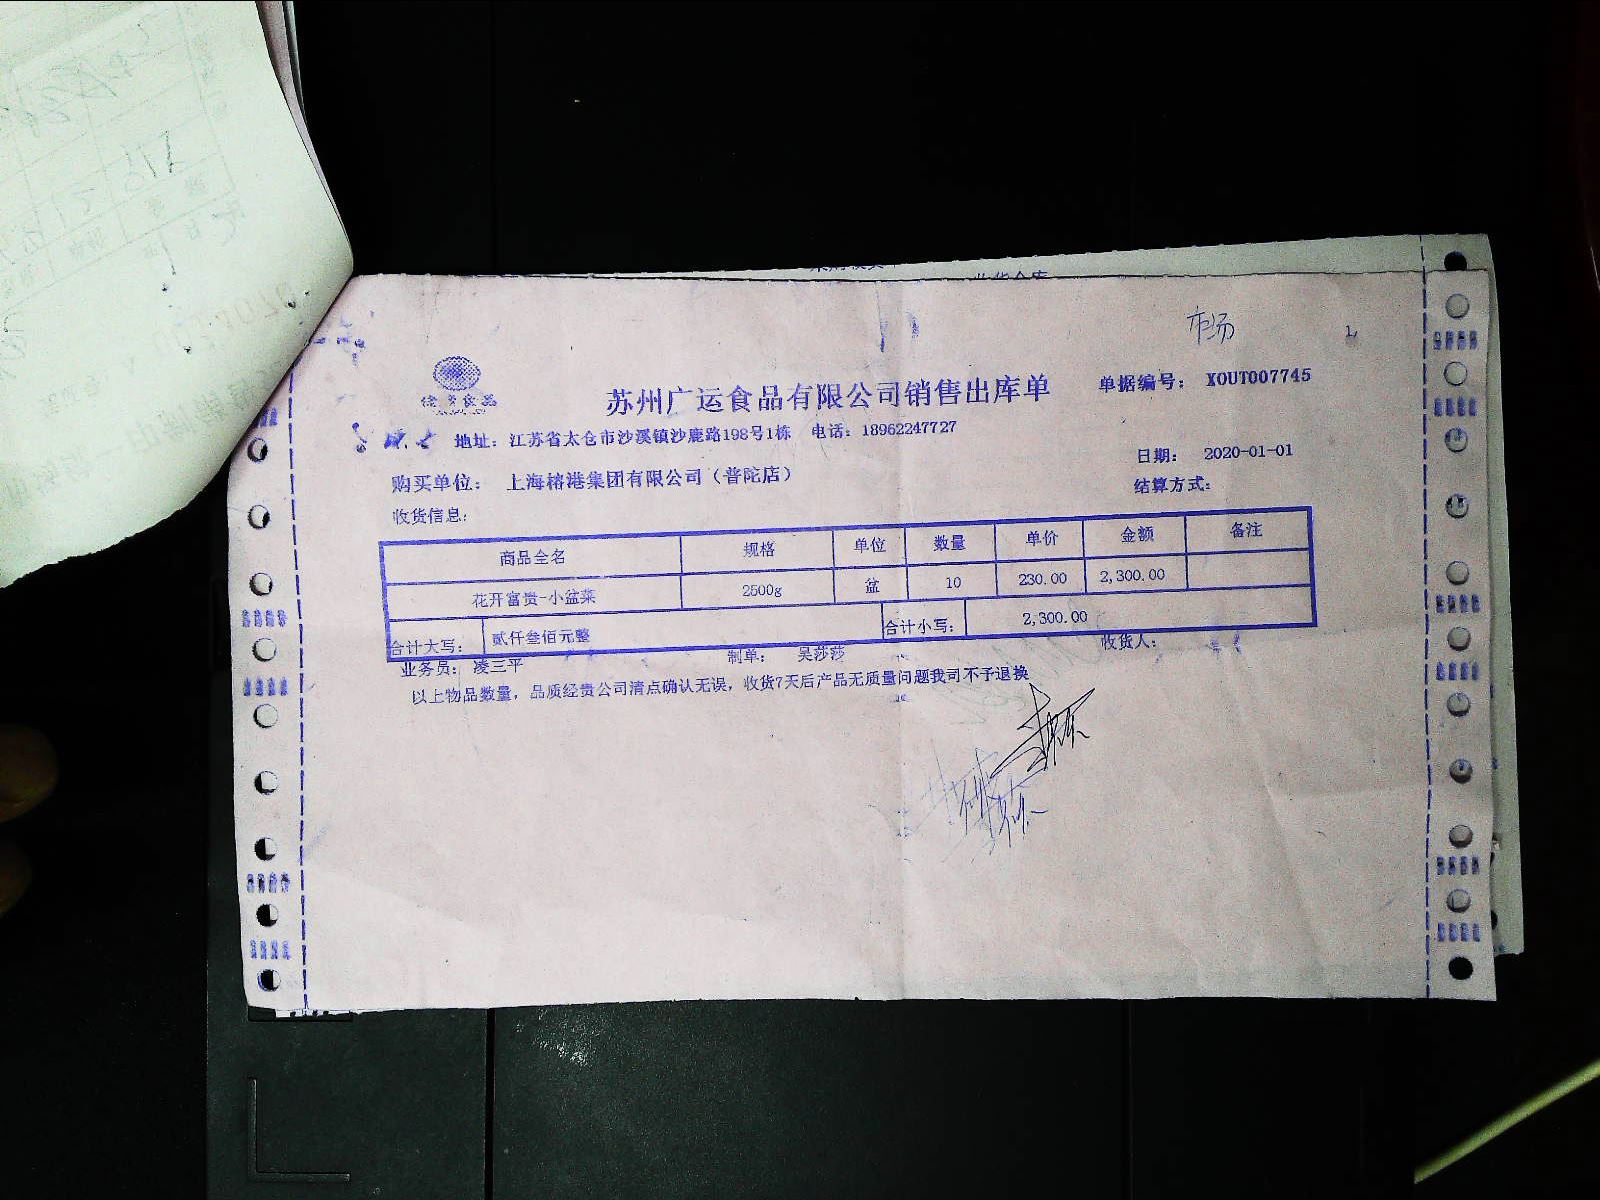 市场
苏州广运食品有限公司销售出库单 单据编号： XOUT007745
地址：江苏省太仓市沙溪镇沙鹿路198号1栋 电话：18962247727
日期： 2020-01-01
购买单位： 上海椿港集团有限公司（普陀店）
结算方式：
收货信息：
商品全名 规格 单位 数量 单价 金额 备注
花开富贵-小盆菜 2500g 盆 10 230.00 2,300.00
合计大写： 贰仟叁佰元整 合计小写： 2,300.00
业务员： 凌三平 制单： 吴莎莎 收货人：
以上物品数量，品质经贵公司清点确认无误，收货7天后产品无质量问题我司不予退换